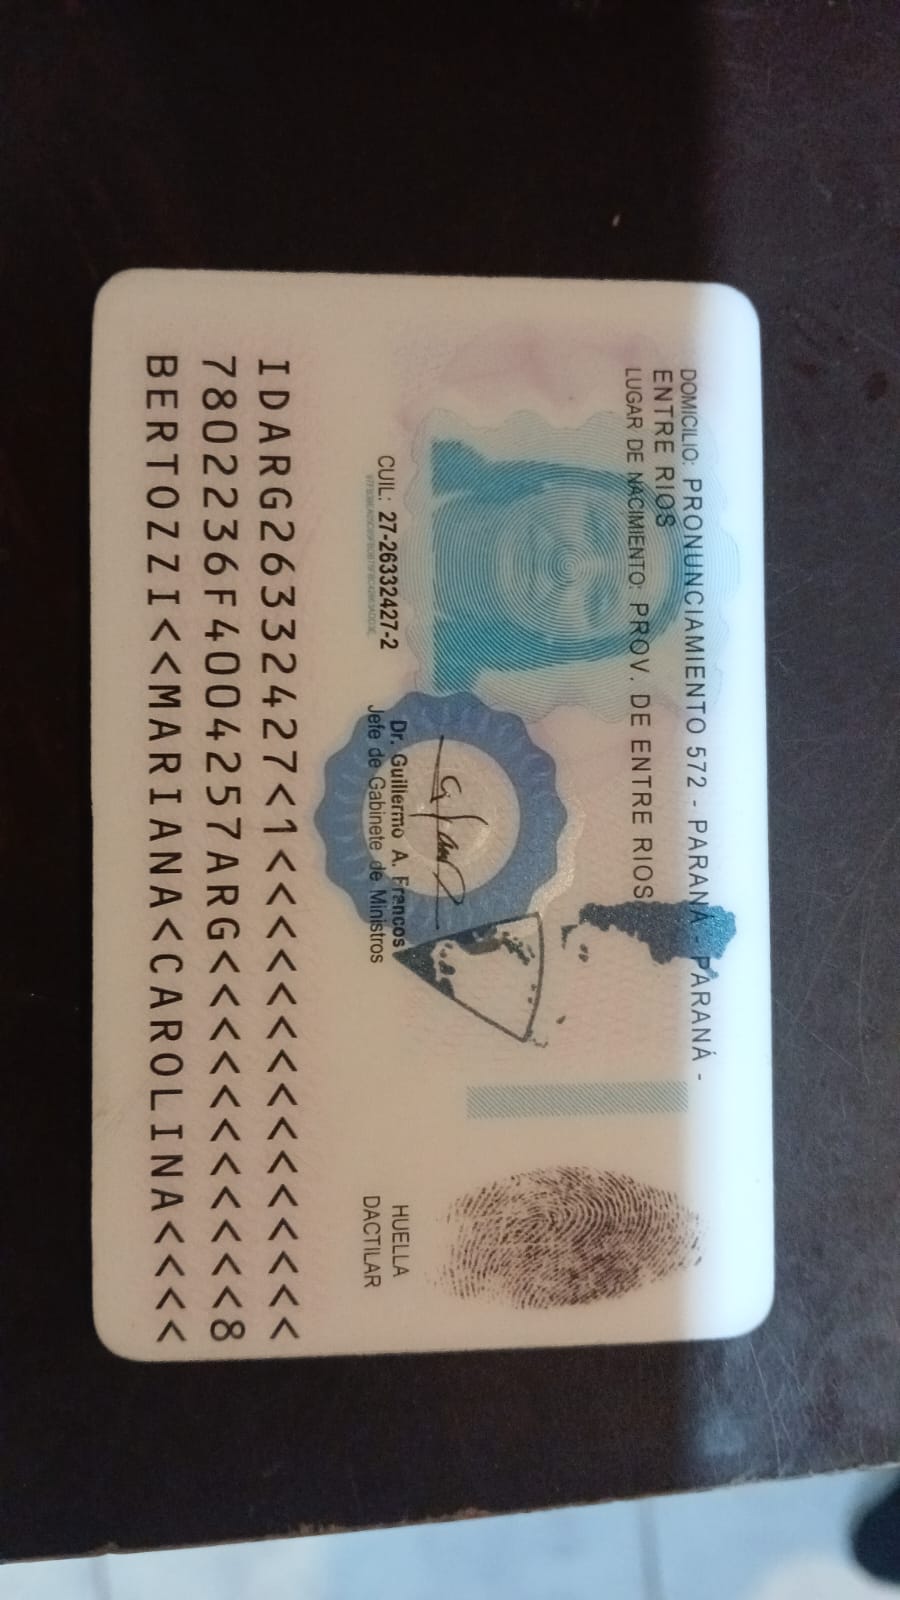 DOMICILIO: PRONUNCIAMIENTO 572 - PARANÁ - PARANÁ -
ENTRE RIOS
LUGAR DE NACIMIENTO: PROV. DE ENTRE RIOS
CUIL: 27-26332427-2
Dr. Guillermo A. Francos
Jefe de Gabinete de Ministros
HUELLA
DACTILAR
IDARG26332427<1<<<<<<<<<<<<<<<
7802236F4004257ARG<<<<<<<<<<<8
BERTOZZI<<MARIANA<CAROLINA<<<<